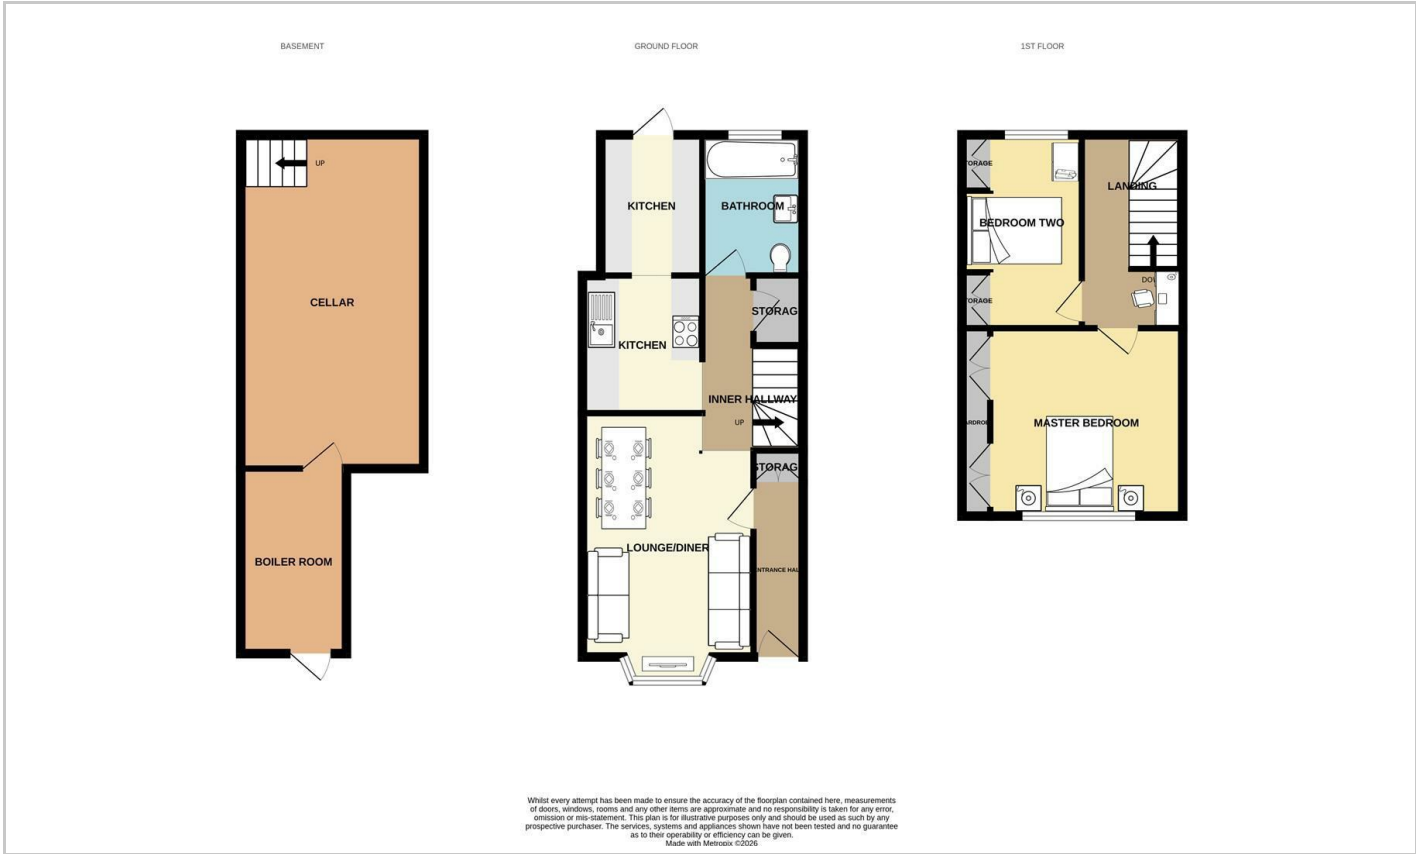 BASEMENT
GROUND FLOOR
1ST FLOOR
UP
CELLAR
BOILER ROOM
KITCHEN
BATHROOM
STORAG
KITCHEN
INNER HALLWAY
UP
STORAG
LOUNGE/DINER
ENTRANCE HAL
TORAGE
LANDING
BEDROOM TWO
DO
TORAGE
ARDRO
MASTER BEDROOM
Whilst every attempt has been made to ensure the accuracy of the floorplan contained here, measurements
of doors, windows, rooms and any other items are approximate and no responsibility is taken for any error,
omission or mis-statement. This plan is for illustrative purposes only and should be used as such by any
prospective purchaser. The services, systems and appliances shown have not been tested and no guarantee
as to their operability or efficiency can be given.
Made with Metropix ©2026